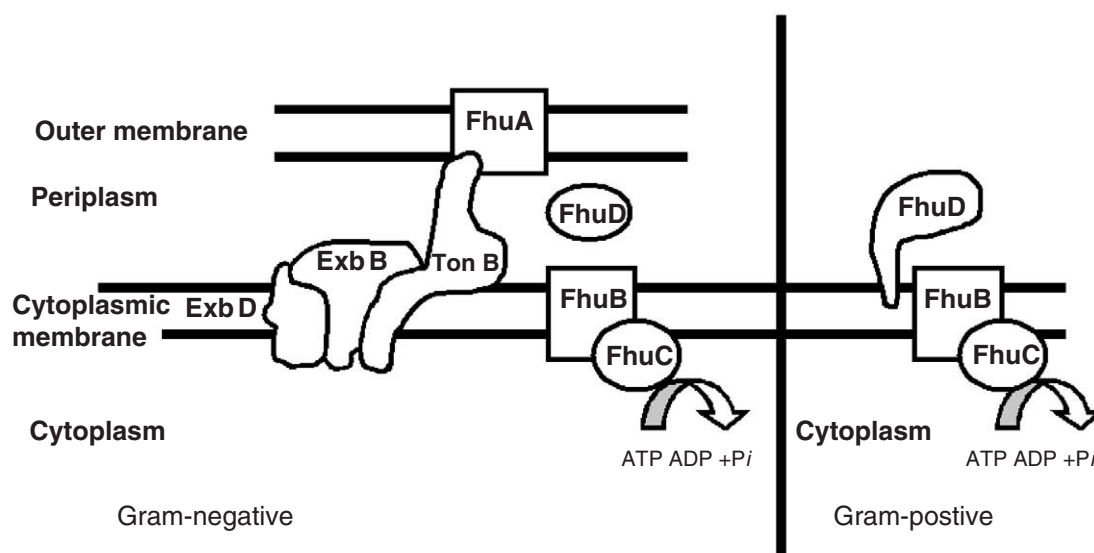 FhuA
Outer membrane
Periplasm
FhuD
FhuD
Exb B
Ton B
Cytoplasmic
membrane
Exb D
FhuB
FhuB
FhuC
FhuC
Cytoplasm
Cytoplasm
ATP ADP +Pi
ATP ADP +Pi
Gram-negative
Gram-postive